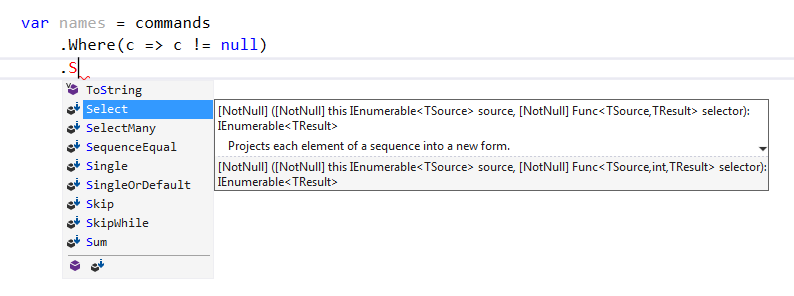 var names = commands
.Where(c => c != null)
.S
ToString
Select
SelectMany
SequenceEqual
Single
SingleOrDefault
Skip
SkipWhile
Sum
[NotNull] ([NotNull] this IEnumerable<TSource> source, [NotNull] Func<TSource,TResult> selector):
IEnumerable<TResult>
Projects each element of a sequence into a new form.
[NotNull] ([NotNull] this IEnumerable<TSource> source, [NotNull] Func<TSource,int,TResult> selector):
IEnumerable<TResult>